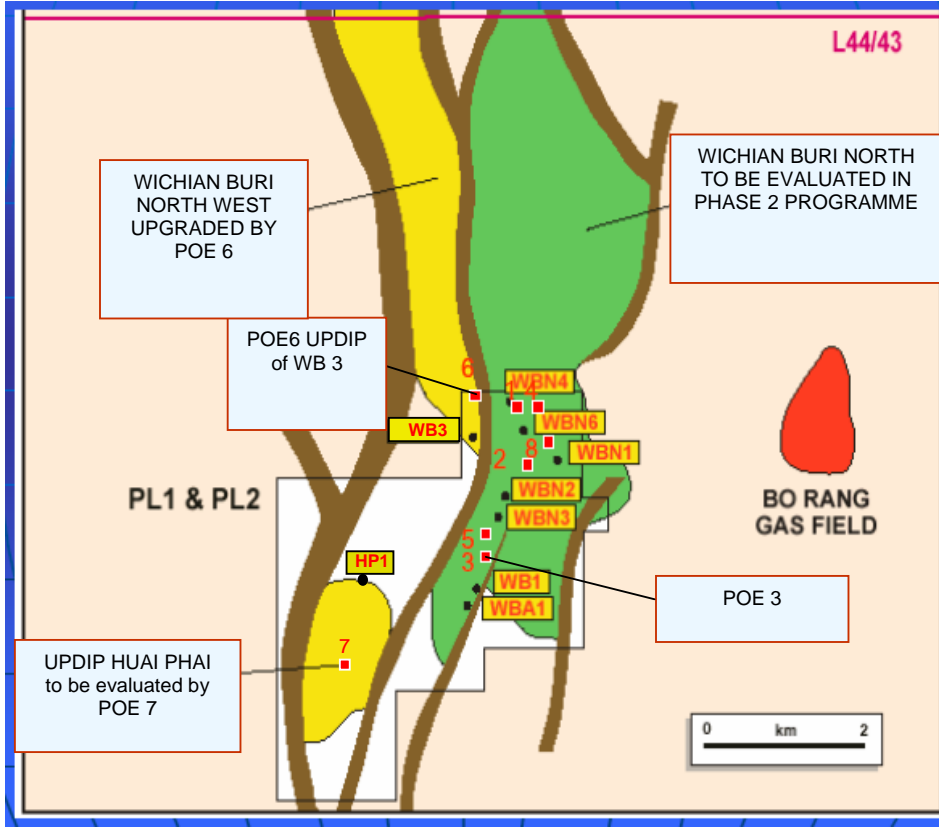 L44/43
WICHIAN BURI
NORTH WEST
UPGRADED BY
POE 6
WICHIAN BURI NORTH
TO BE EVALUATED IN
PHASE 2 PROGRAMME
POE6 UPDIP
of WB 3
6
WBN4
1 4
WB3
WBN6
2
8
WBN1
PL1 & PL2
WBN2
WBN3
BO RANG
GAS FIELD
5
3
HP1
WB1
WBA1
POE 3
7
UPDIP HUAI PHAI
to be evaluated by
POE 7
0 km 2